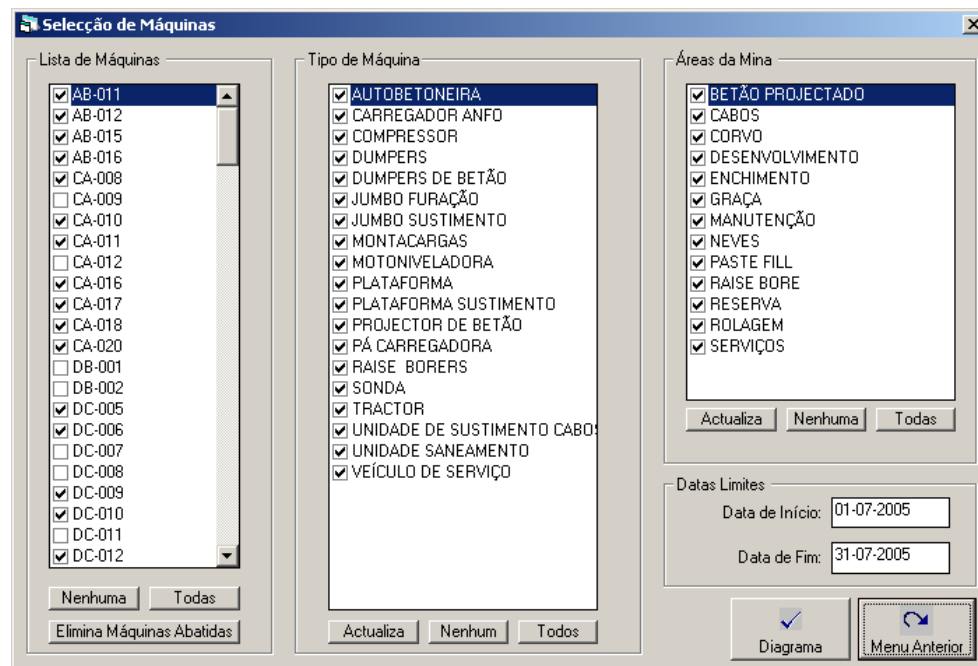 Selecção de Máquinas
Lista de Máquinas
AB-011
AB-012
AB-015
AB-016
CA-008
CA-009
CA-010
CA-011
CA-012
CA-016
CA-017
CA-018
CA-020
DB-001
DB-002
DC-005
DC-006
DC-007
DC-008
DC-009
DC-010
DC-011
DC-012
Nenhuma Todas
Elimina Máquinas Abatidas
Tipo de Máquina
AUTOBETONEIRA
CARREGADOR ANFO
COMPRESSOR
DUMPERS
DUMPERS DE BETÃO
JUMBO FURAÇÃO
JUMBO SUSTIMENTO
MONTACARGAS
MOTONIVELADORA
PLATAFORMA
PLATAFORMA SUSTIMENTO
PROJECTOR DE BETÃO
PÁ CARREGADORA
RAISE BORERS
SONDA
TRACTOR
UNIDADE DE SUSTIMENTO CABOS
UNIDADE SANEAMENTO
VEÍCULO DE SERVIÇO
Actualiza Nenhum Todos
Áreas da Mina
BETÃO PROJECTADO
CABOS
CORVO
DESENVOLVIMENTO
ENCHIMENTO
GRAÇA
MANUTENÇÃO
NEVES
PASTE FILL
RAISE BORE
RESERVA
ROLAGEM
SERVIÇOS
Actualiza Nenhuma Todas
Datas Limites
Data de Início: 01-07-2005
Data de Fim: 31-07-2005
Diagrama
Menu Anterior